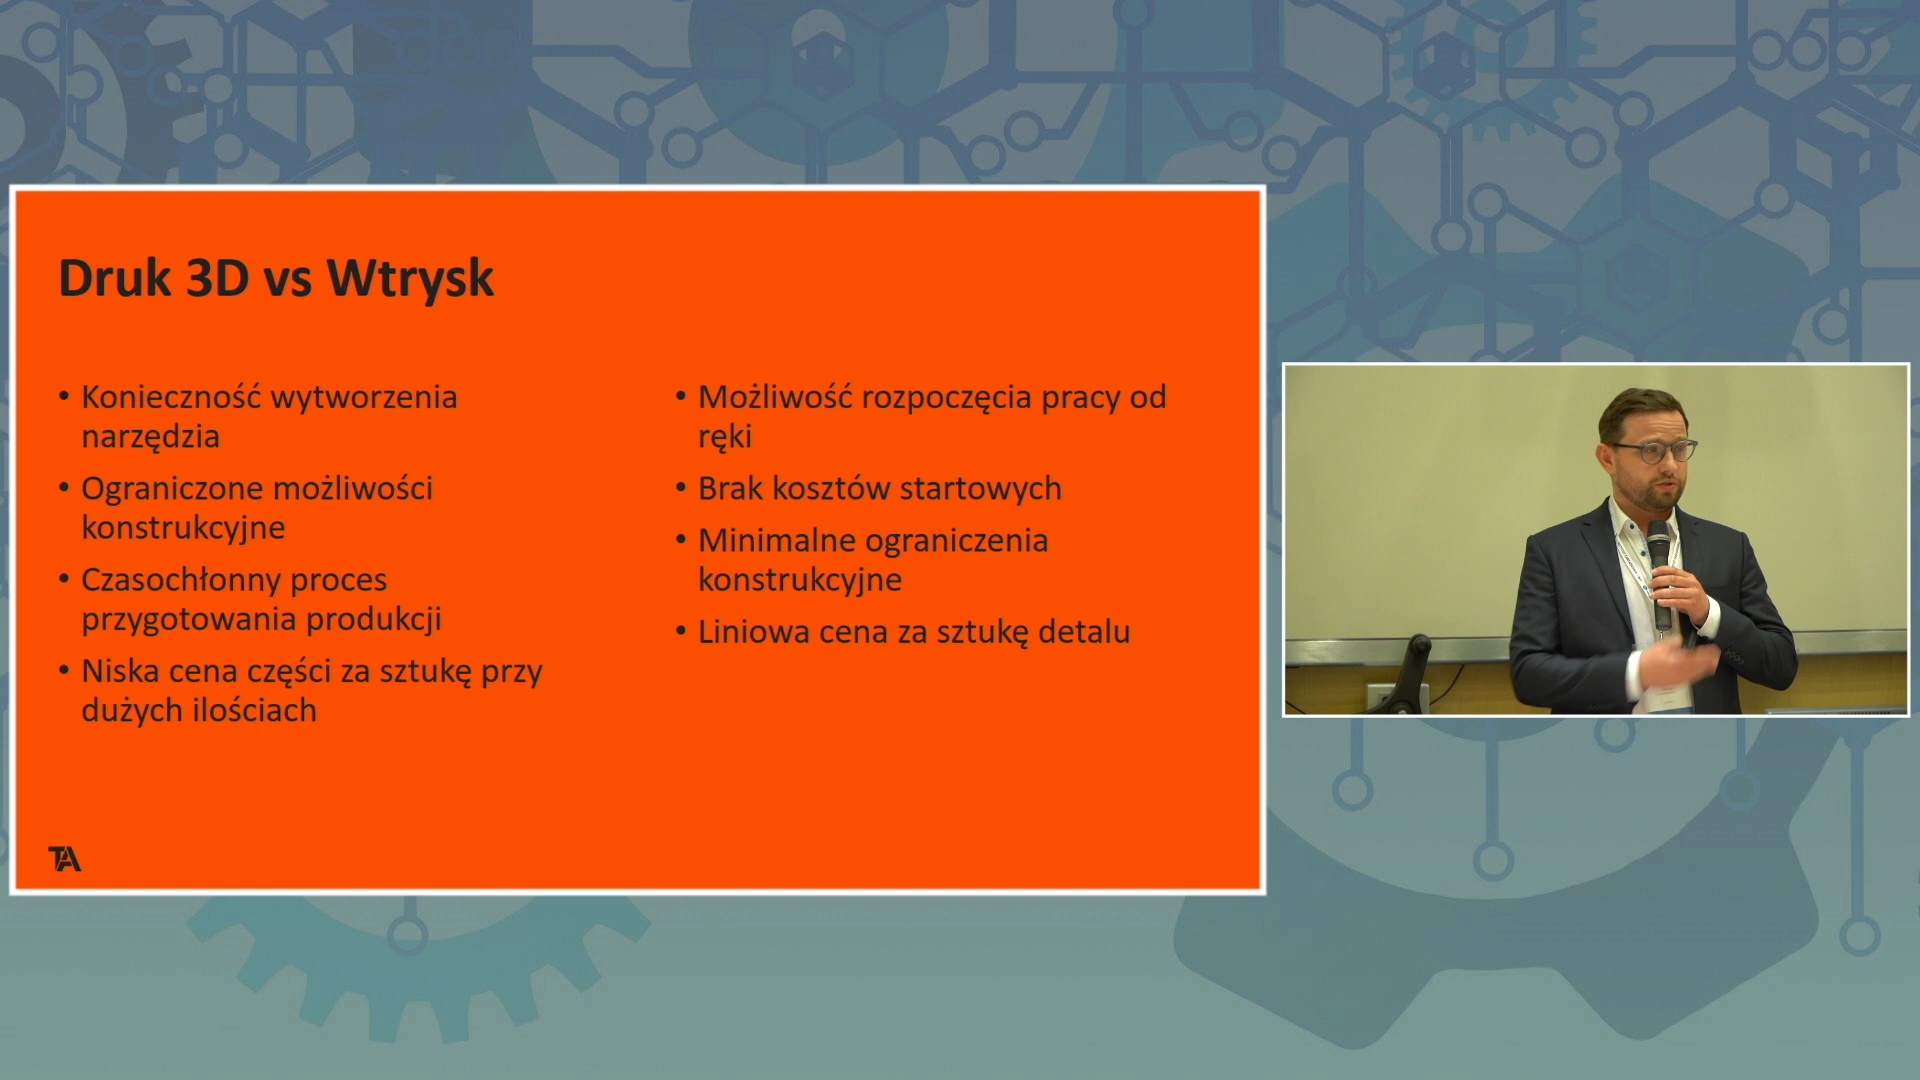 Druk 3D vs Wtrysk
• Konieczność wytworzenia
narzędzia
• Ograniczone możliwości
konstrukcyjne
• Czasochłonny proces
przygotowania produkcji
• Niska cena części za sztukę przy
dużych ilościach
• Możliwość rozpoczęcia pracy od
ręki
• Brak kosztów startowych
• Minimalne ograniczenia
konstrukcyjne
• Liniowa cena za sztukę detalu
TA